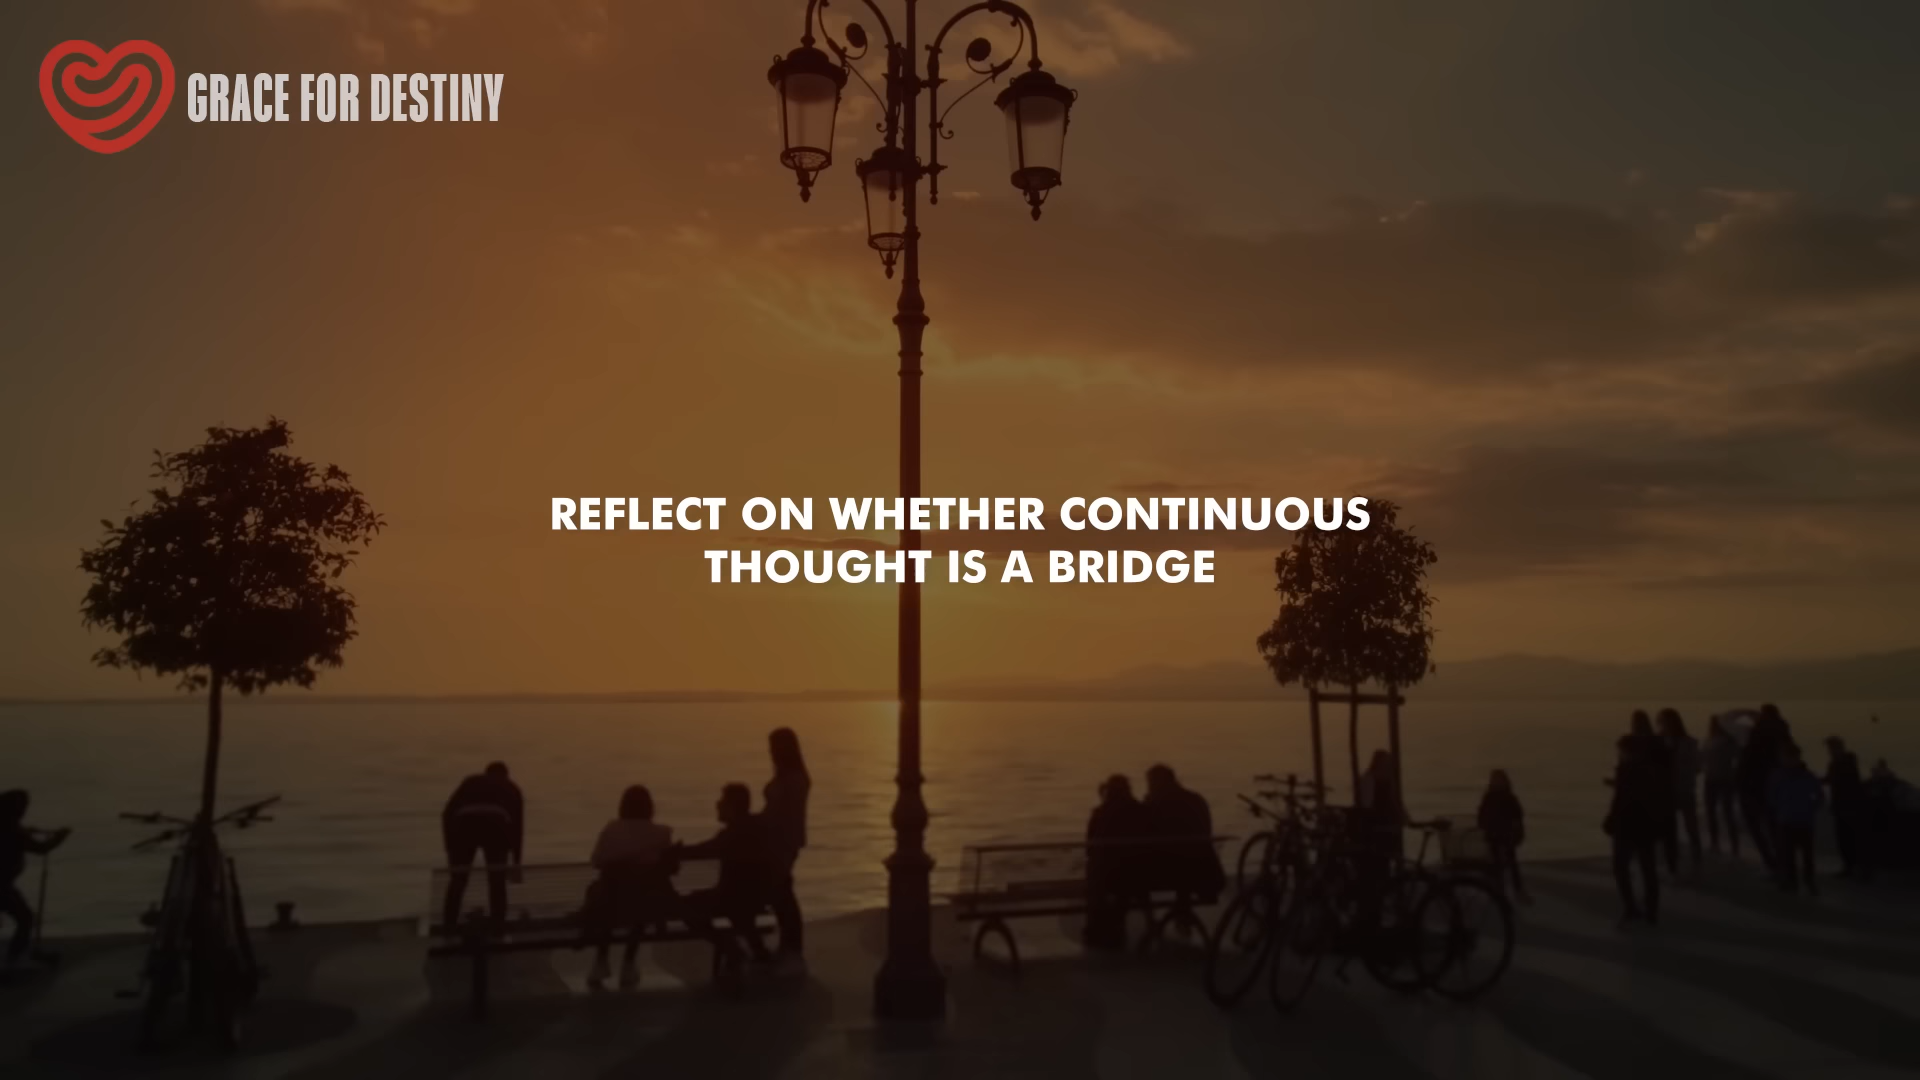 GRACE FOR DESTINY
REFLECT ON WHETHER CONTINUOUS
THOUGHT IS A BRIDGE